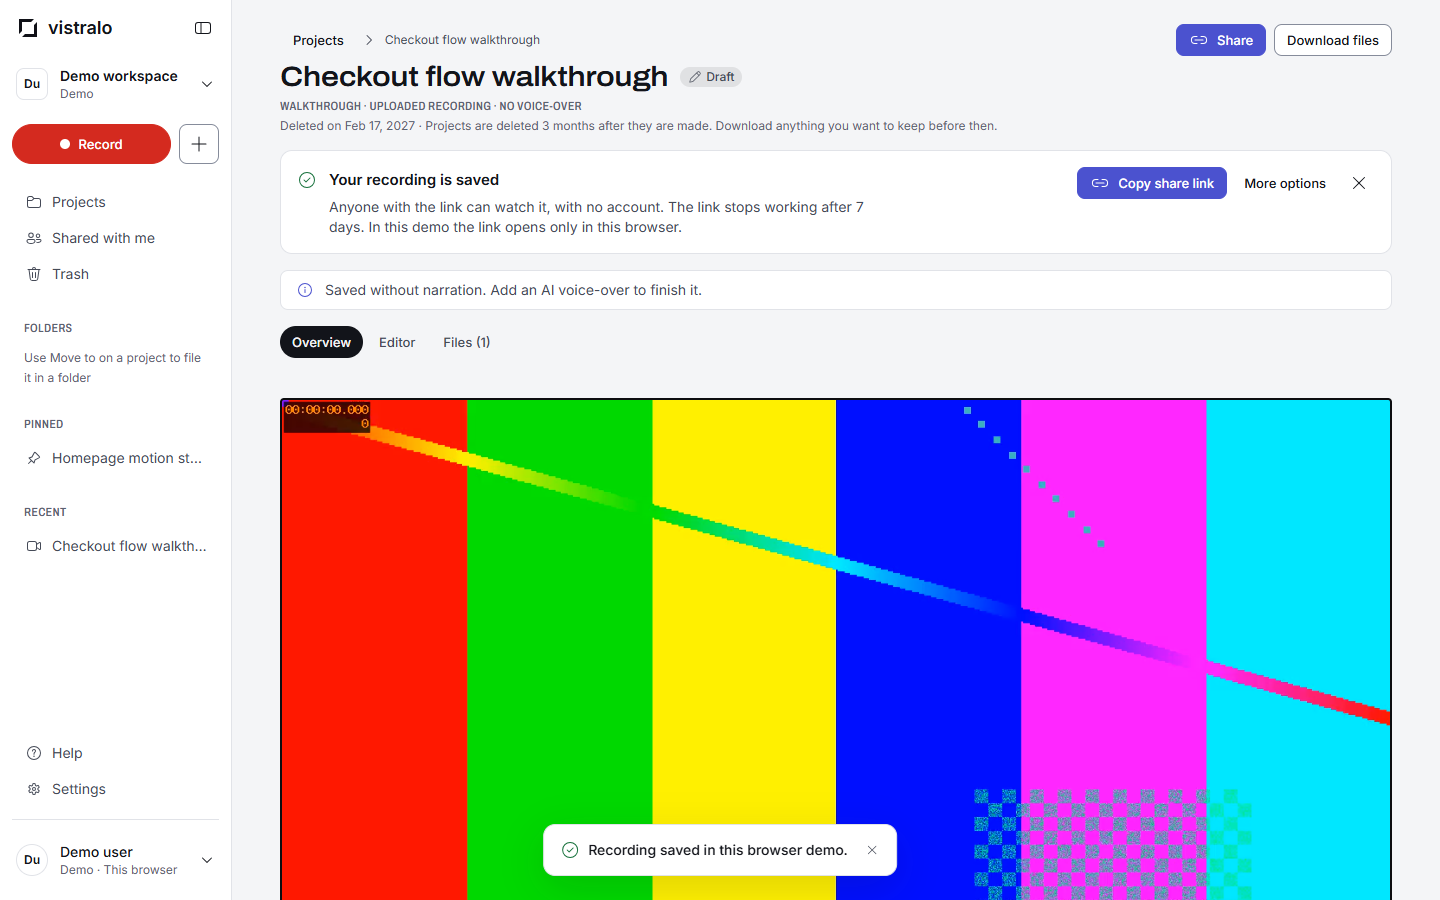 vistralo
Du
Demo workspace
Demo
Record
Projects
Shared with me
Trash
FOLDERS
Use Move to on a project to file
it in a folder
PINNED
Homepage motion st...
RECENT
Checkout flow walkth...
Help
Settings
Du
Demo user
Demo · This browser
Projects
Checkout flow walkthrough
Share
Download files
Checkout flow walkthrough
Draft
WALKTHROUGH · UPLOADED RECORDING · NO VOICE-OVER
Deleted on Feb 17, 2027 · Projects are deleted 3 months after they are made. Download anything you want to keep before then.
Your recording is saved
Anyone with the link can watch it, with no account. The link stops working after 7
days. In this demo the link opens only in this browser.
Copy share link
More options
Saved without narration. Add an AI voice-over to finish it.
Overview
Editor
Files (1)
00:00:00.000
0
Recording saved in this browser demo.